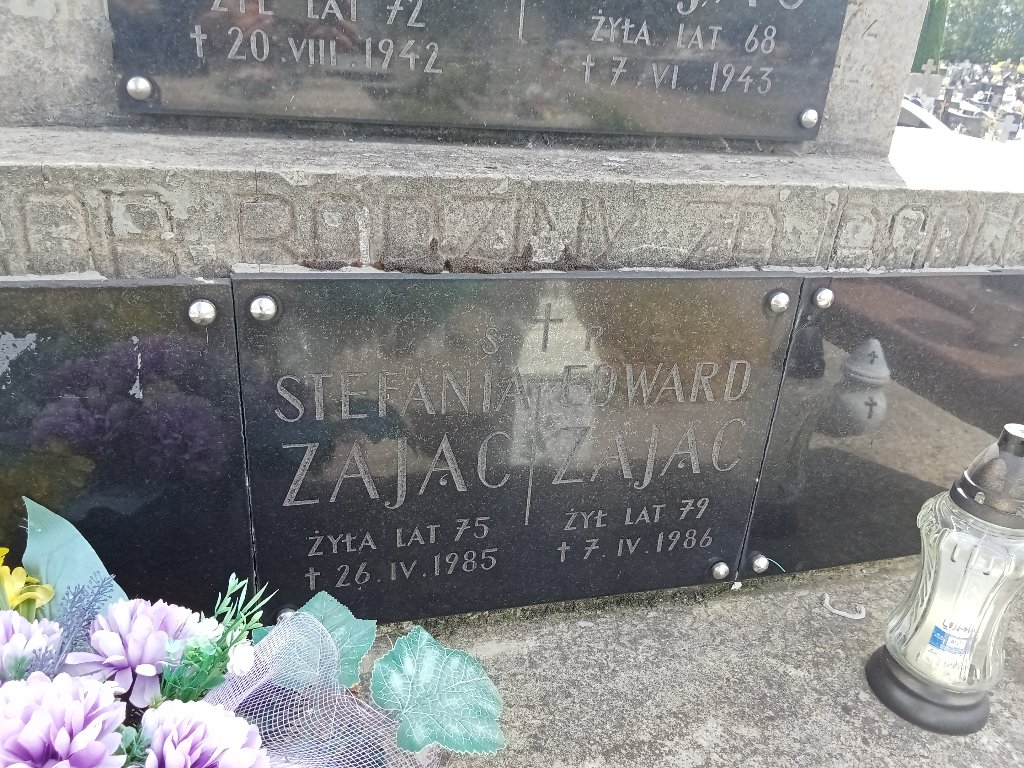 ŻYŁ LAT 72
† 20.VIII.1942
ŻYŁA LAT 68
† 7.VI.1943
RODZINY
Ś † P
STEFANIA
ZAJĄC
ŻYŁA LAT 75
† 26.IV.1985
EDWARD
ZAJĄC
ŻYŁ LAT 79
† 7.IV.1986